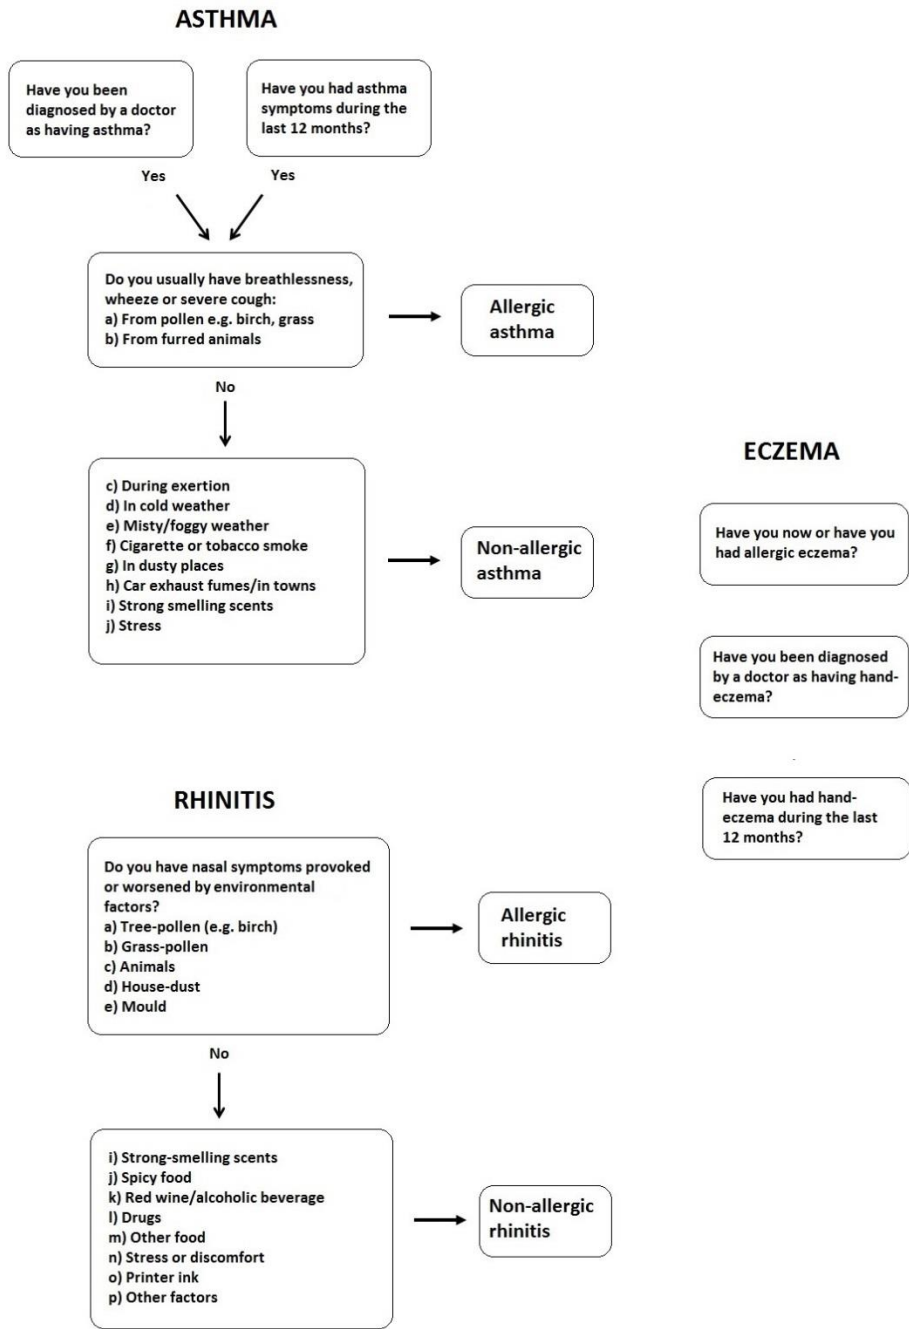 ASTHMA
Have you been
diagnosed by a doctor
as having asthma?
Have you had asthma
symptoms during the
last 12 months?
Yes
Yes
Do you usually have breathlessness,
wheeze or severe cough:
a) From pollen e.g. birch, grass
b) From furred animals
Allergic
asthma
No
c) During exertion
d) In cold weather
e) Misty/foggy weather
f) Cigarette or tobacco smoke
g) In dusty places
h) Car exhaust fumes/in towns
i) Strong smelling scents
j) Stress
Non-allergic
asthma
ECZEMA
Have you now or have you
had allergic eczema?
Have you been diagnosed
by a doctor as having hand-
eczema?
Have you had hand-
eczema during the last
12 months?
RHINITIS
Do you have nasal symptoms provoked
or worsened by environmental
factors?
a) Tree-pollen (e.g. birch)
b) Grass-pollen
c) Animals
d) House-dust
e) Mould
Allergic
rhinitis
No
i) Strong-smelling scents
j) Spicy food
k) Red wine/alcoholic beverage
l) Drugs
m) Other food
n) Stress or discomfort
o) Printer ink
p) Other factors
Non-allergic
rhinitis